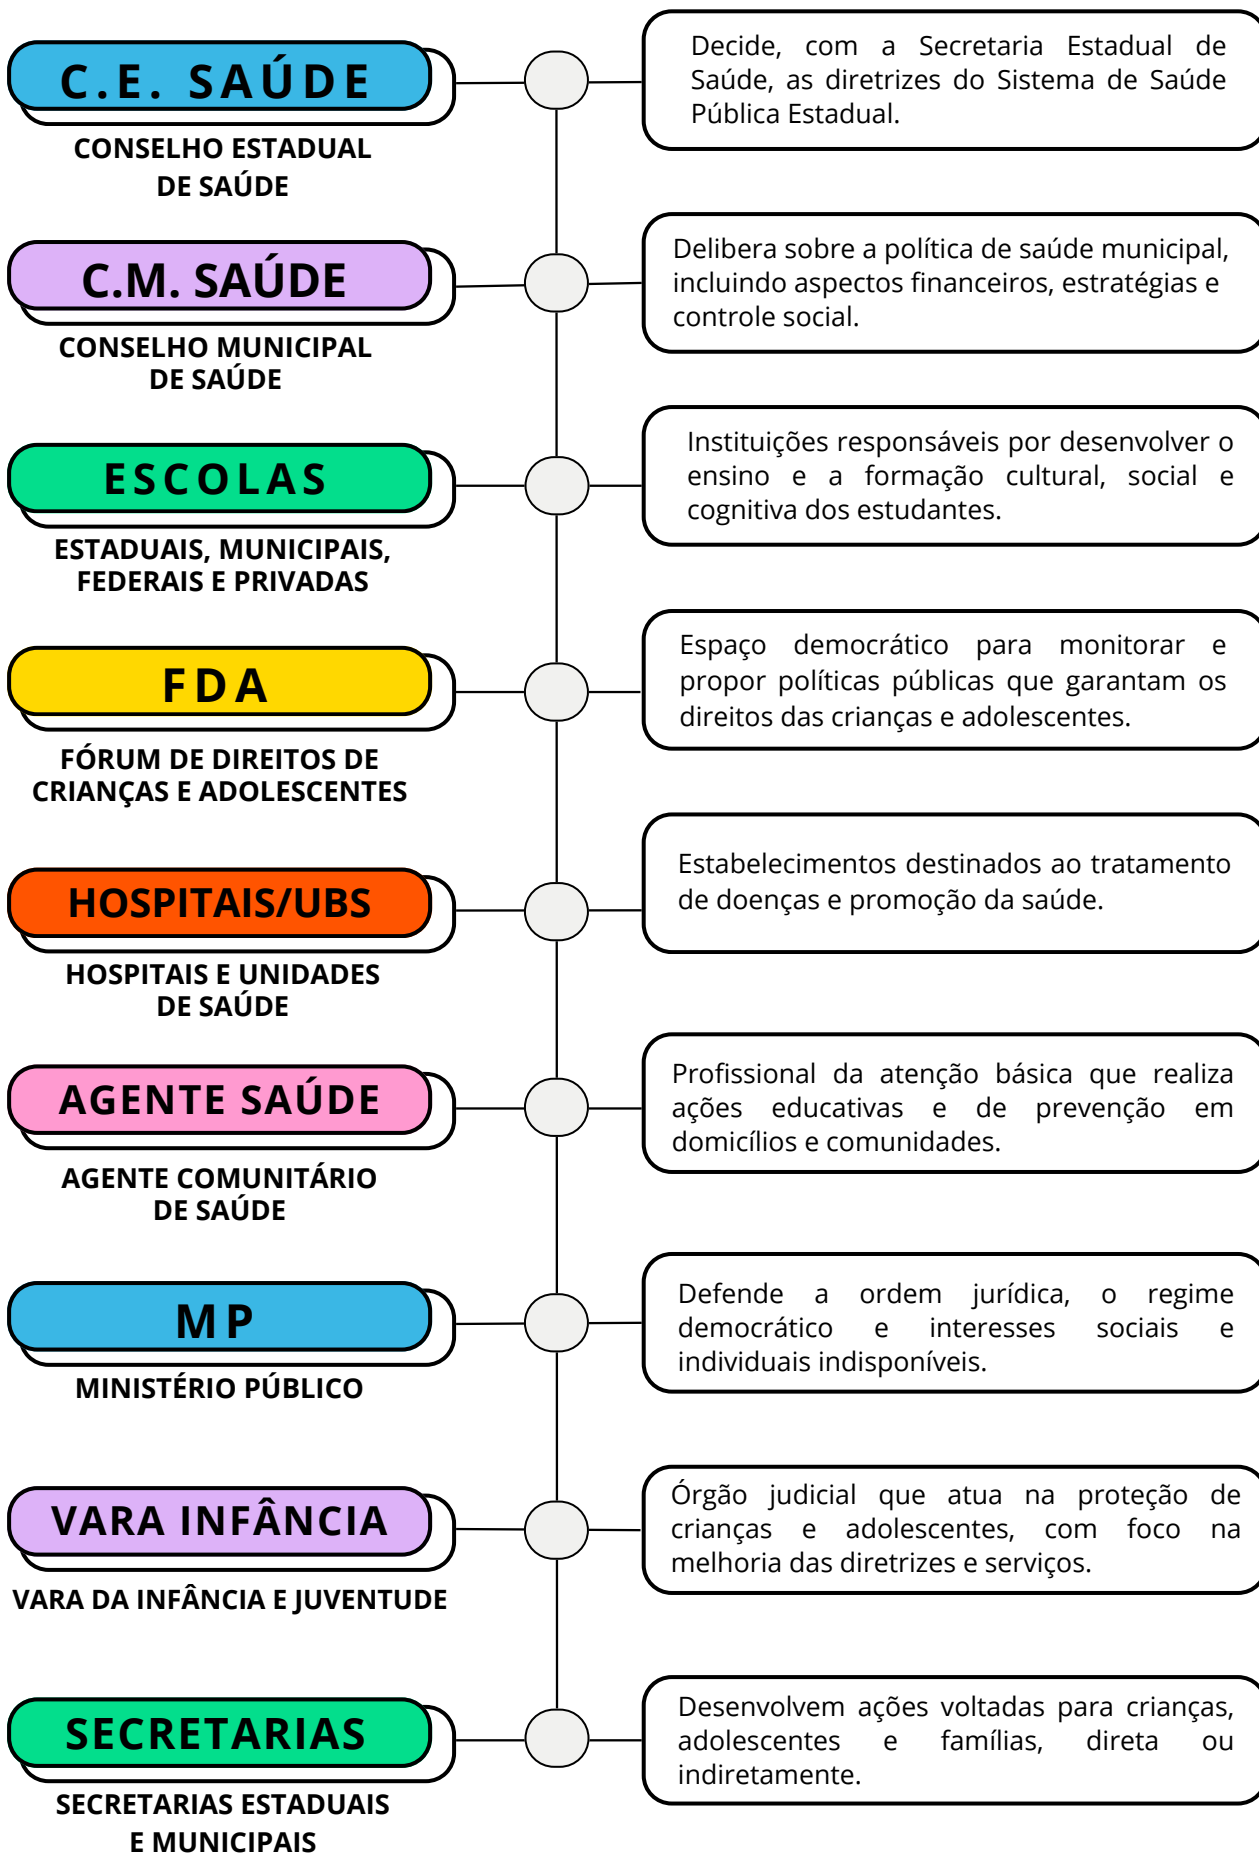 C.E. SAÚDE
CONSELHO ESTADUAL
DE SAÚDE
Decide, com a Secretaria Estadual de
Saúde, as diretrizes do Sistema de Saúde
Pública Estadual.
C.M. SAÚDE
CONSELHO MUNICIPAL
DE SAÚDE
Delibera sobre a política de saúde municipal,
incluindo aspectos financeiros, estratégias e
controle social.
ESCOLAS
ESTADUAIS, MUNICIPAIS,
FEDERAIS E PRIVADAS
Instituições responsáveis por desenvolver o
ensino e a formação cultural, social e
cognitiva dos estudantes.
FDA
FÓRUM DE DIREITOS DE
CRIANÇAS E ADOLESCENTES
Espaço democrático para monitorar e
propor políticas públicas que garantam os
direitos das crianças e adolescentes.
HOSPITAIS/UBS
HOSPITAIS E UNIDADES
DE SAÚDE
Estabelecimentos destinados ao tratamento
de doenças e promoção da saúde.
AGENTE SAÚDE
AGENTE COMUNITÁRIO
DE SAÚDE
Profissional da atenção básica que realiza
ações educativas e de prevenção em
domicílios e comunidades.
MP
MINISTÉRIO PÚBLICO
Defende a ordem jurídica, o regime
democrático e interesses sociais e
individuais indisponíveis.
VARA INFÂNCIA
VARA DA INFÂNCIA E JUVENTUDE
Órgão judicial que atua na proteção de
crianças e adolescentes, com foco na
melhoria das diretrizes e serviços.
SECRETARIAS
SECRETARIAS ESTADUAIS
E MUNICIPAIS
Desenvolvem ações voltadas para crianças,
adolescentes e famílias, direta ou
indiretamente.